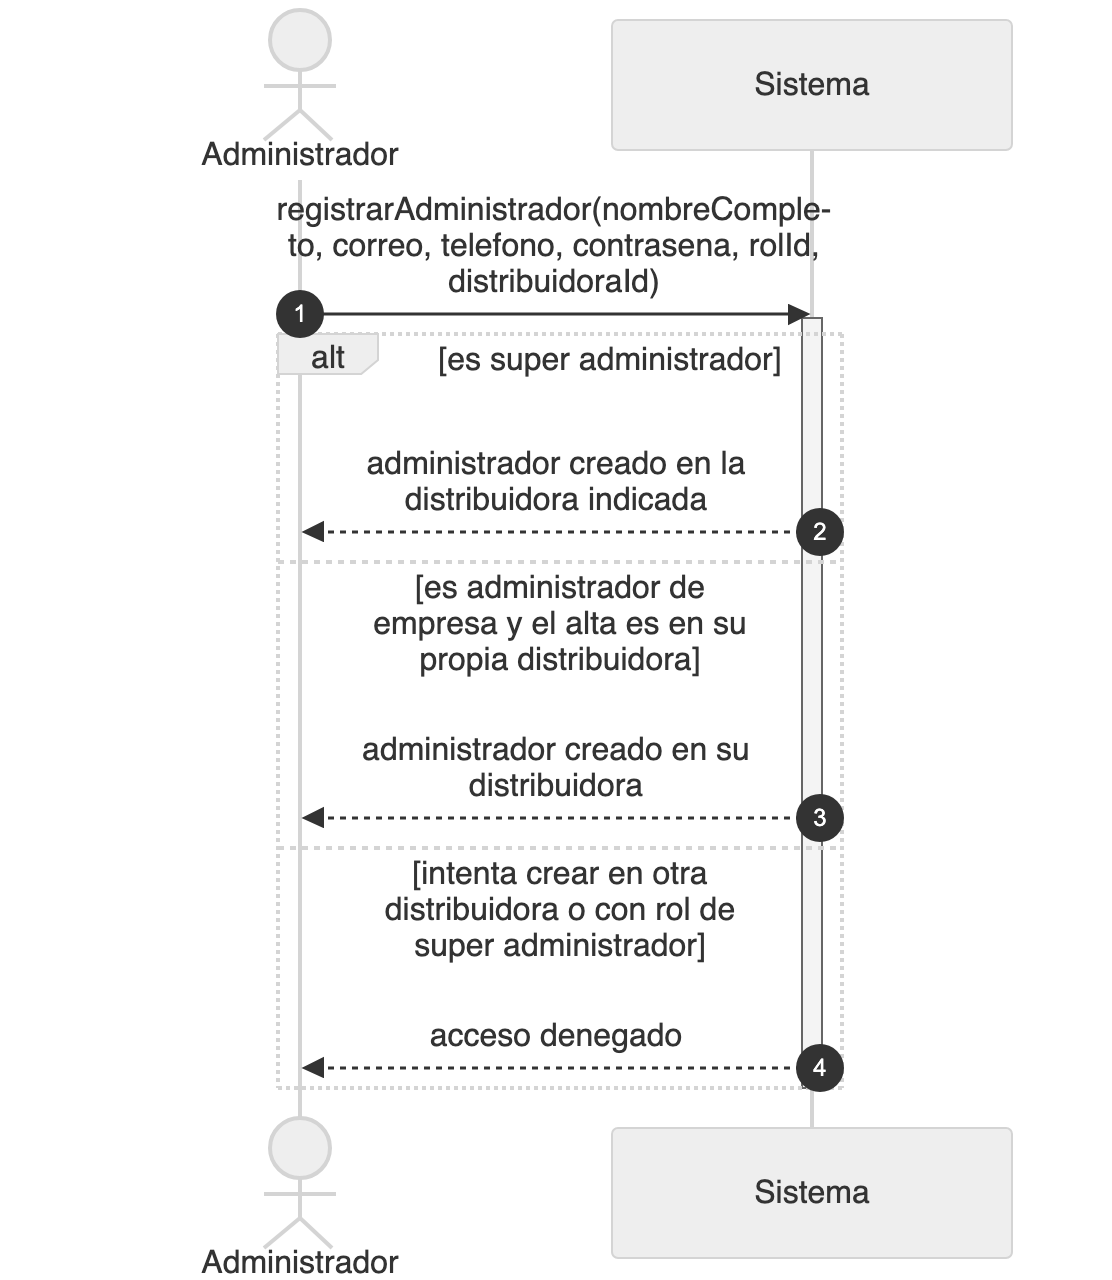 Sistema
Administrador
registrarAdministrador(nombreComple-
to, correo, telefono, contrasena, rolId,
distribuidoraId)
1
alt
[es super administrador]
administrador creado en la
distribuidora indicada
2
[es administrador de
empresa y el alta es en su
propia distribuidora]
administrador creado en su
distribuidora
3
[intenta crear en otra
distribuidora o con rol de
super administrador]
acceso denegado
4
Sistema
Administrador